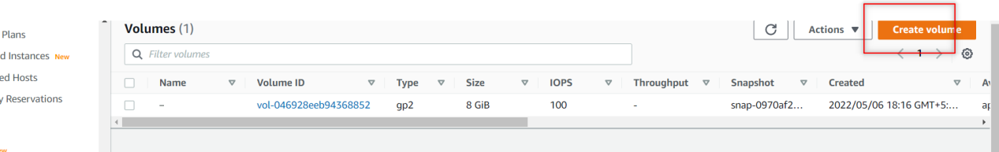 Plans
d Instances New
ed Hosts
y Reservations
Volumes (1)
Actions
Create volume
Filter volumes
1
Name Volume ID Type Size IOPS Throughput Snapshot Created
– vol-046928eeb94368852 gp2 8 GiB 100 - snap-0970af2... 2022/05/06 18:16 GMT+5:... ap